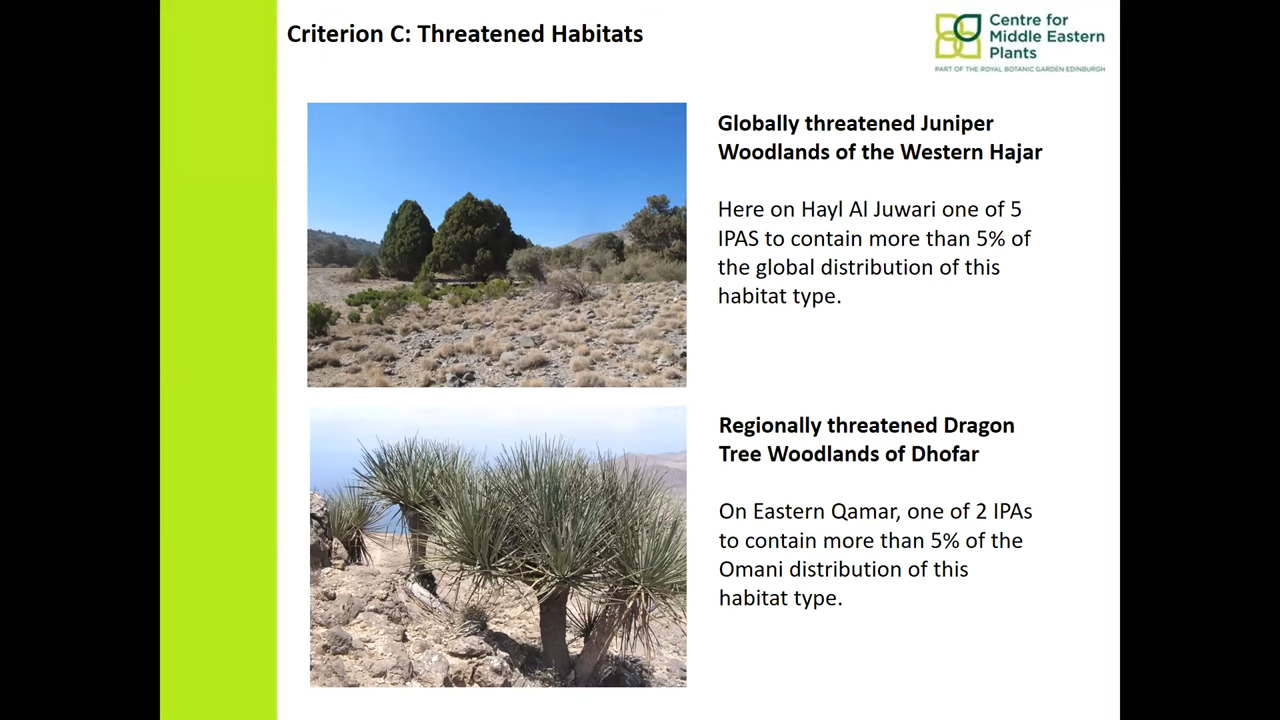 Criterion C: Threatened Habitats
Centre for
Middle Eastern
Plants
PART OF THE ROYAL BOTANIC GARDEN EDINBURGH
Globally threatened Juniper
Woodlands of the Western Hajar
Here on Hayl Al Juwari one of 5
IPAS to contain more than 5% of
the global distribution of this
habitat type.
Regionally threatened Dragon
Tree Woodlands of Dhofar
On Eastern Qamar, one of 2 IPAs
to contain more than 5% of the
Omani distribution of this
habitat type.